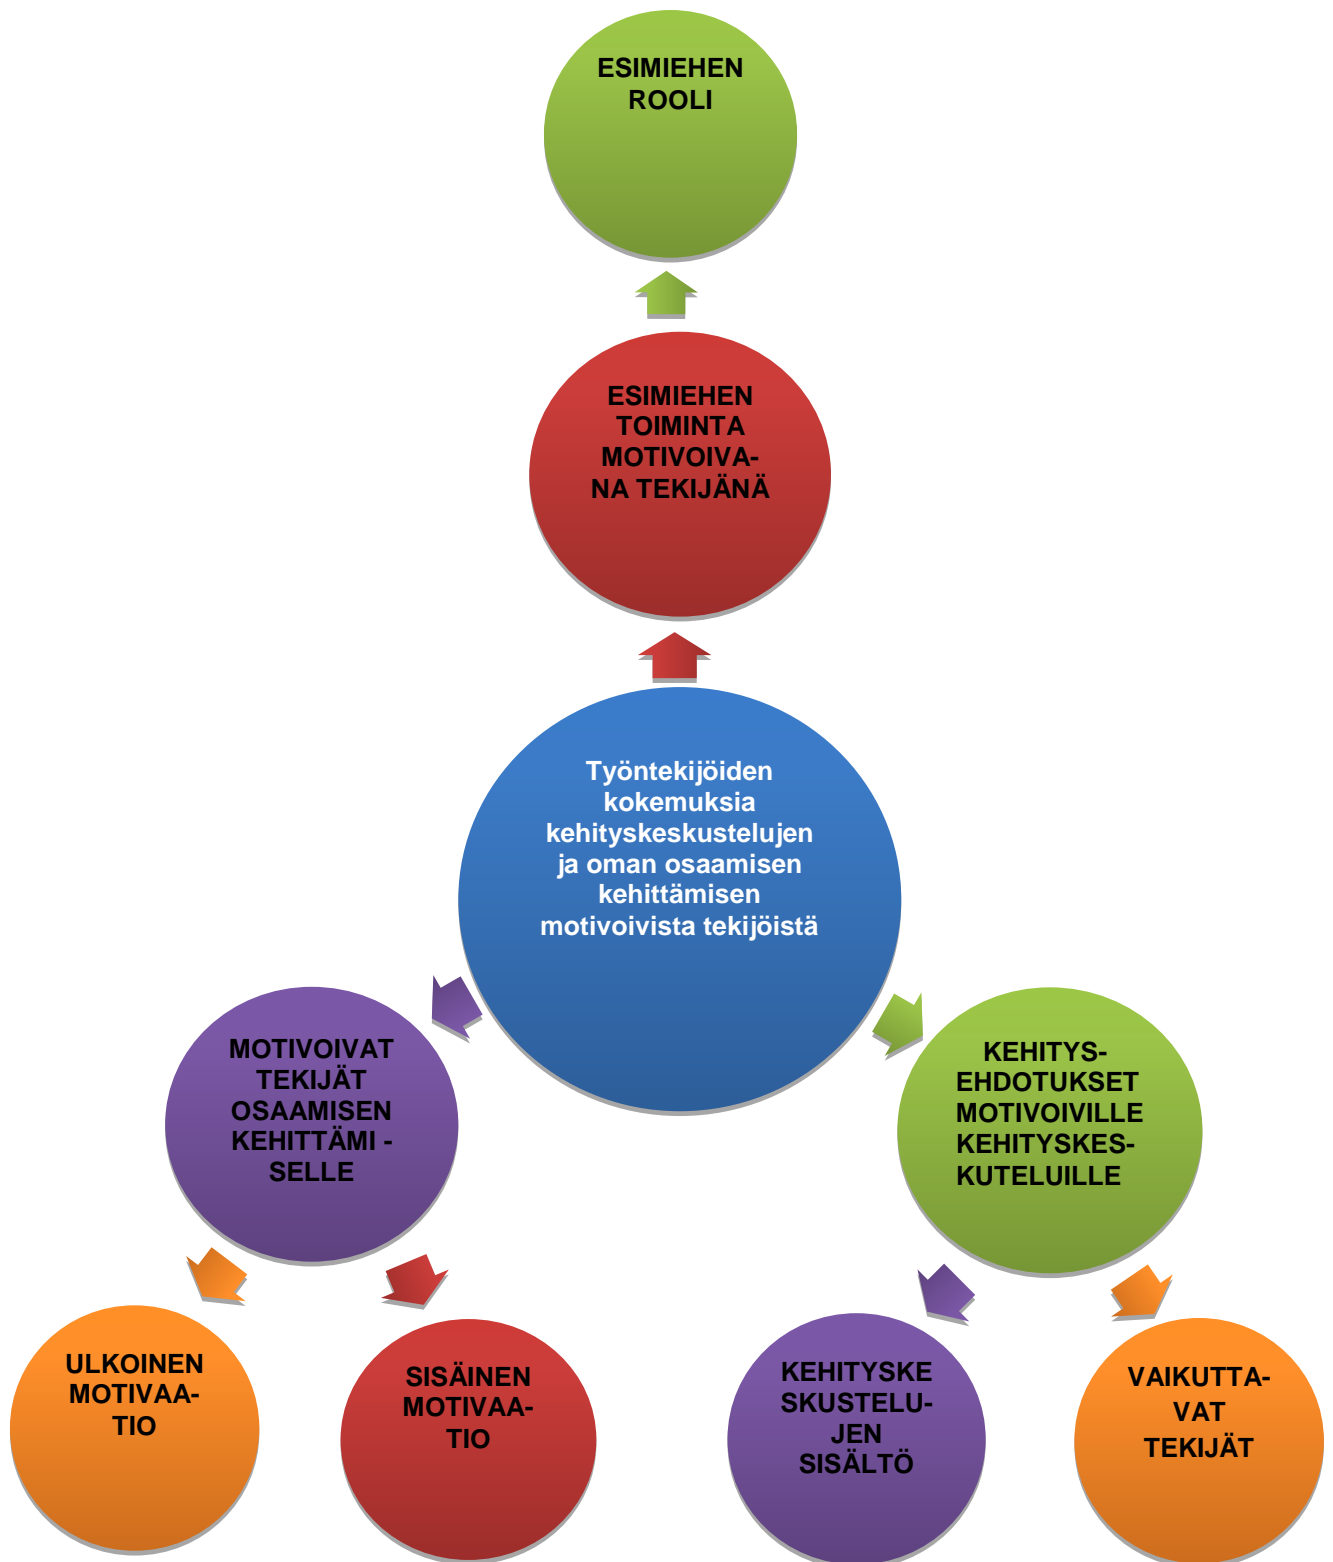 ESIMIEHEN
ROOLI
ESIMIEHEN
TOIMINTA
MOTIVOIVA-
NA TEKIJÄNÄ
Työntekijöiden
kokemuksia
kehityskeskustelujen
ja oman osaamisen
kehittämisen
motivoivista tekijöistä
MOTIVOIVAT
TEKIJÄT
OSAAMISEN
KEHITTÄMI -
SELLE
KEHITYS-
EHDOTUKSET
MOTIVOIVILLE
KEHITYSKES-
KUTELUILLE
ULKOINEN
MOTIVAA-
TIO
SISÄINEN
MOTIVAA-
TIO
KEHITYSKE
SKUSTELU-
JEN
SISÄLTÖ
VAIKUTTA-
VAT
TEKIJÄT